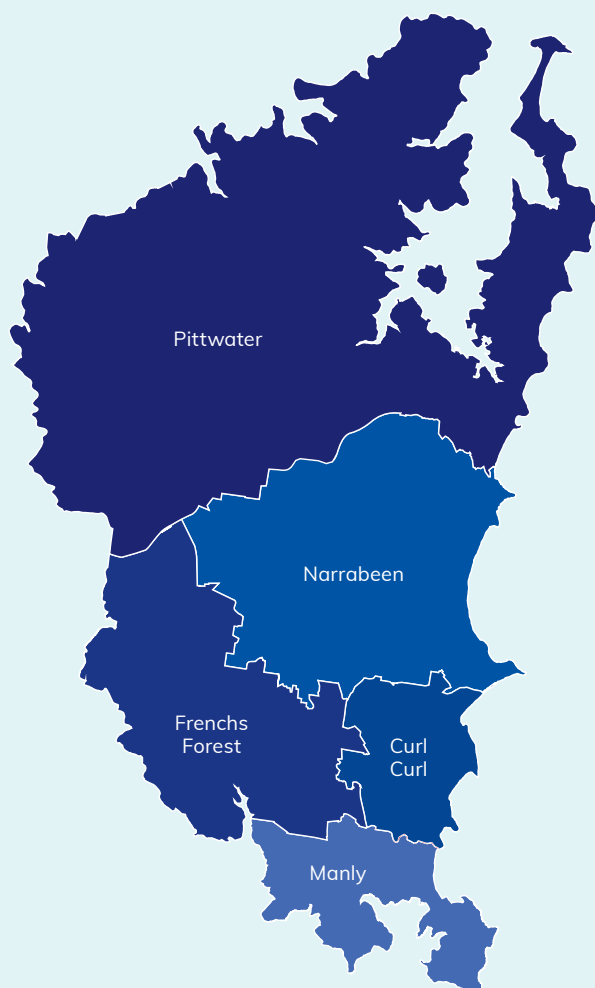 Pittwater
Narrabeen
Frenchs
Forest
Curl
Curl
Manly